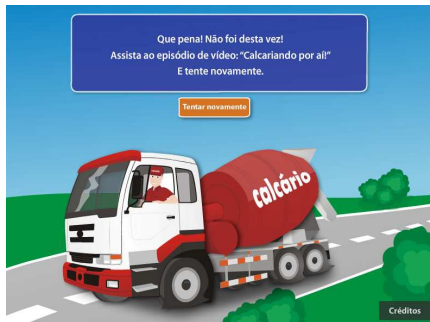 Que pena! Não foi desta vez!
Assista ao episódio de vídeo: “Calcariando por aí!”
E tente novamente.
Tentar novamente
calcário
Créditos